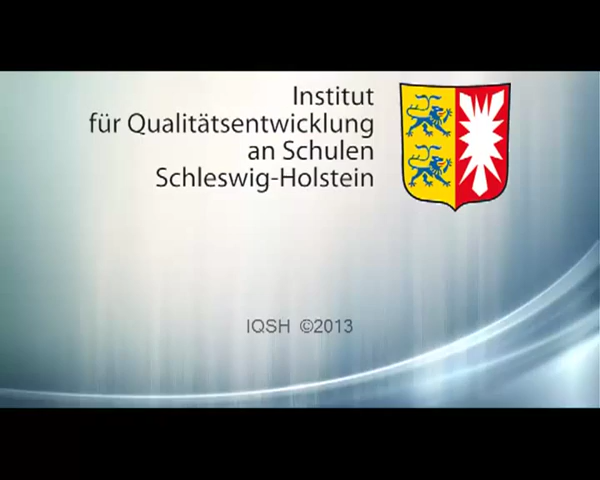 Institut
für Qualitätsentwicklung
an Schulen
Schleswig-Holstein
IQSH ©2013